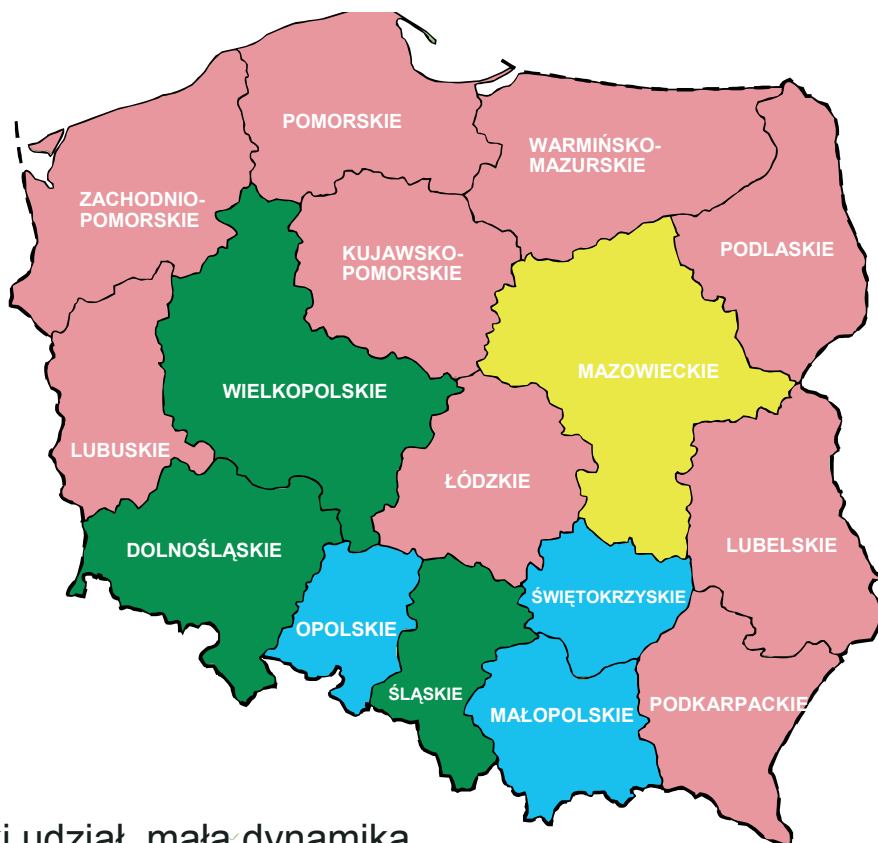 POMORSKIE
WARMIŃSKO-
MAZURSKIE
ZACHODNIO-
POMORSKIE
KUJAWSKO-
POMORSKIE
PODLASKIE
MAZOWIECKIE
WIELKOPOLSKIE
LUBUSKIE
ŁÓDZKIE
DOLNOŚLĄSKIE
LUBELSKIE
ŚWIĘTOKRZYSKIE
OPOLSKIE
ŚLĄSKIE
MAŁOPOLSKIE
PODKARPACKIE
udział, mała dynamika